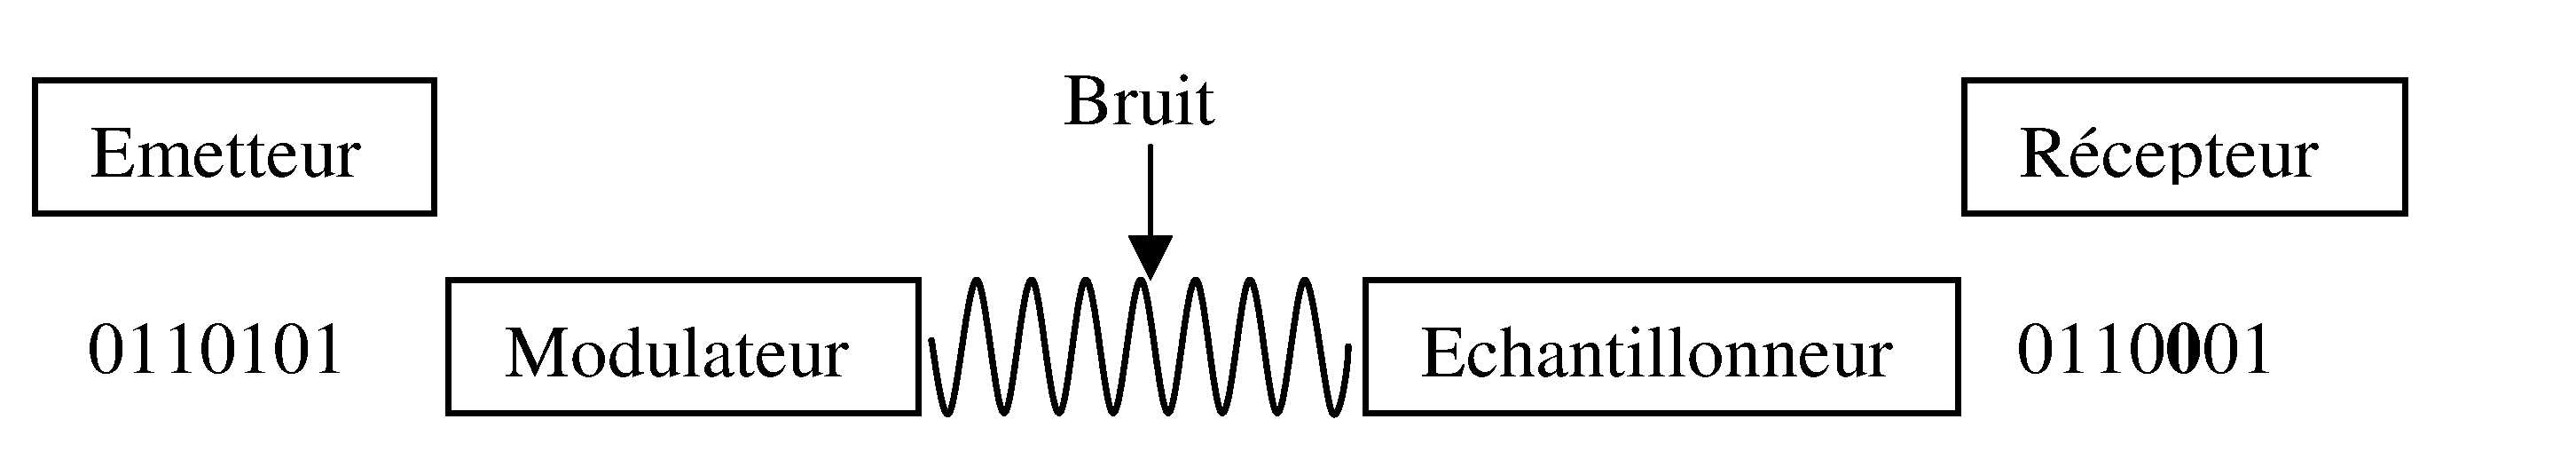 Bruit
Emetteur
Récepteur
0110101
Modulateur
Echantillonneur
0110001